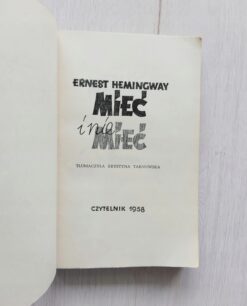 ERNEST HEMINGWAY
MIEĆ
i nie
MIEĆ
TŁUMACZYŁA KRYSTYNA TARNOWSKA
CZYTELNIK 1958